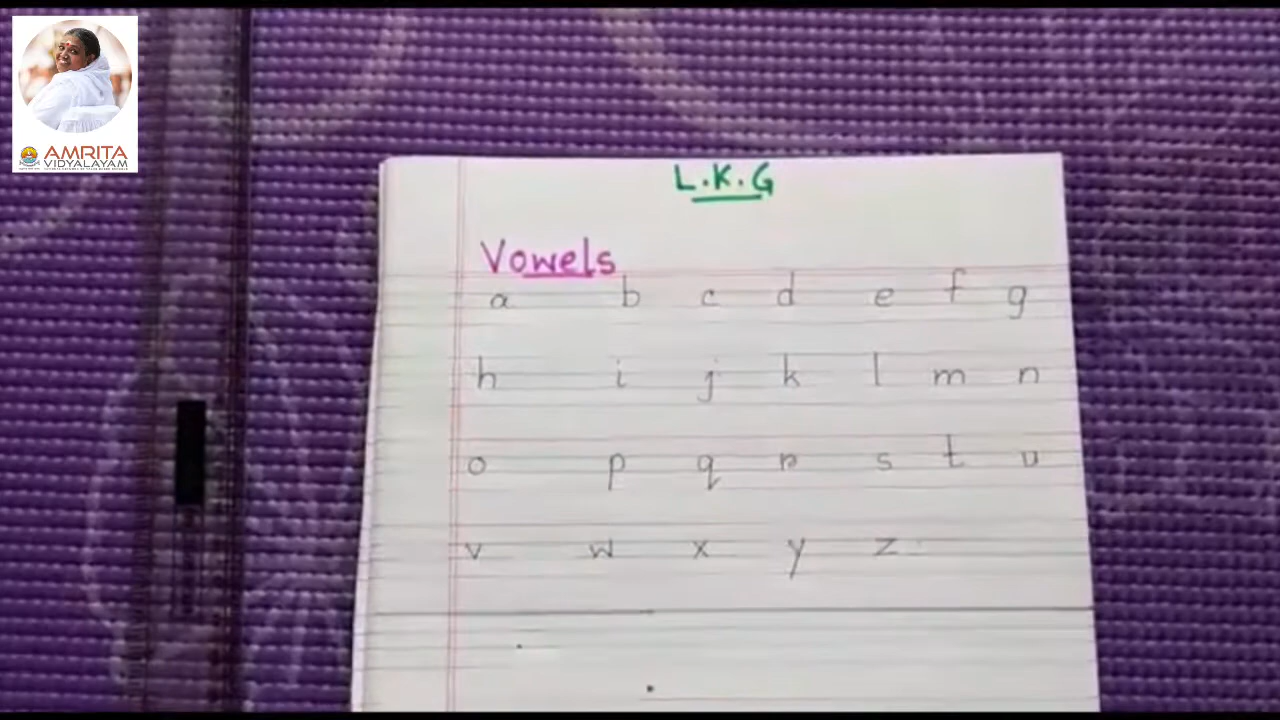 AMRITA
VIDYALAYAM
L.K.G
Vowels
a b c d e f g
h i j k l m n
o p q r s t u
v w x y z